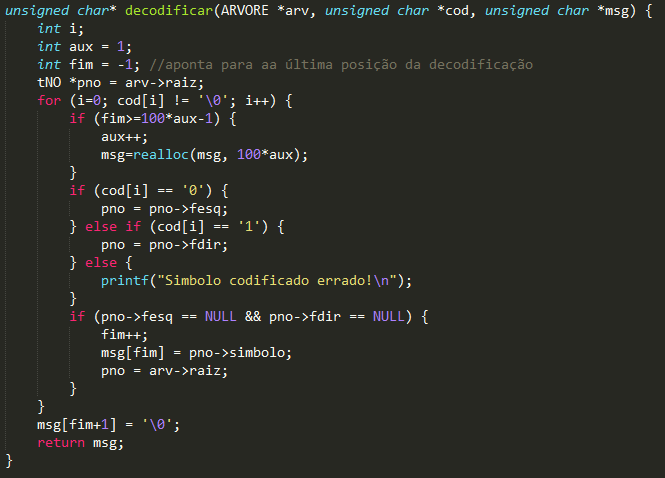 unsigned char* decodificar(ARVORE *arv, unsigned char *cod, unsigned char *msg) {
    int i;
    int aux = 1;
    int fim = -1; //aponta para aa última posição da decodificação
    tNO *pno = arv->raiz;
    for (i=0; cod[i] != '\0'; i++) {
        if (fim>=100*aux-1) {
            aux++;
            msg=realloc(msg, 100*aux);
        }
        if (cod[i] == '0') {
            pno = pno->fesq;
        } else if (cod[i] == '1') {
            pno = pno->fdir;
        } else {
            printf("Simbolo codificado errado!\n");
        }
        if (pno->fesq == NULL && pno->fdir == NULL) {
            fim++;
            msg[fim] = pno->simbolo;
            pno = arv->raiz;
        }
    }
    msg[fim+1] = '\0';
    return msg;
}